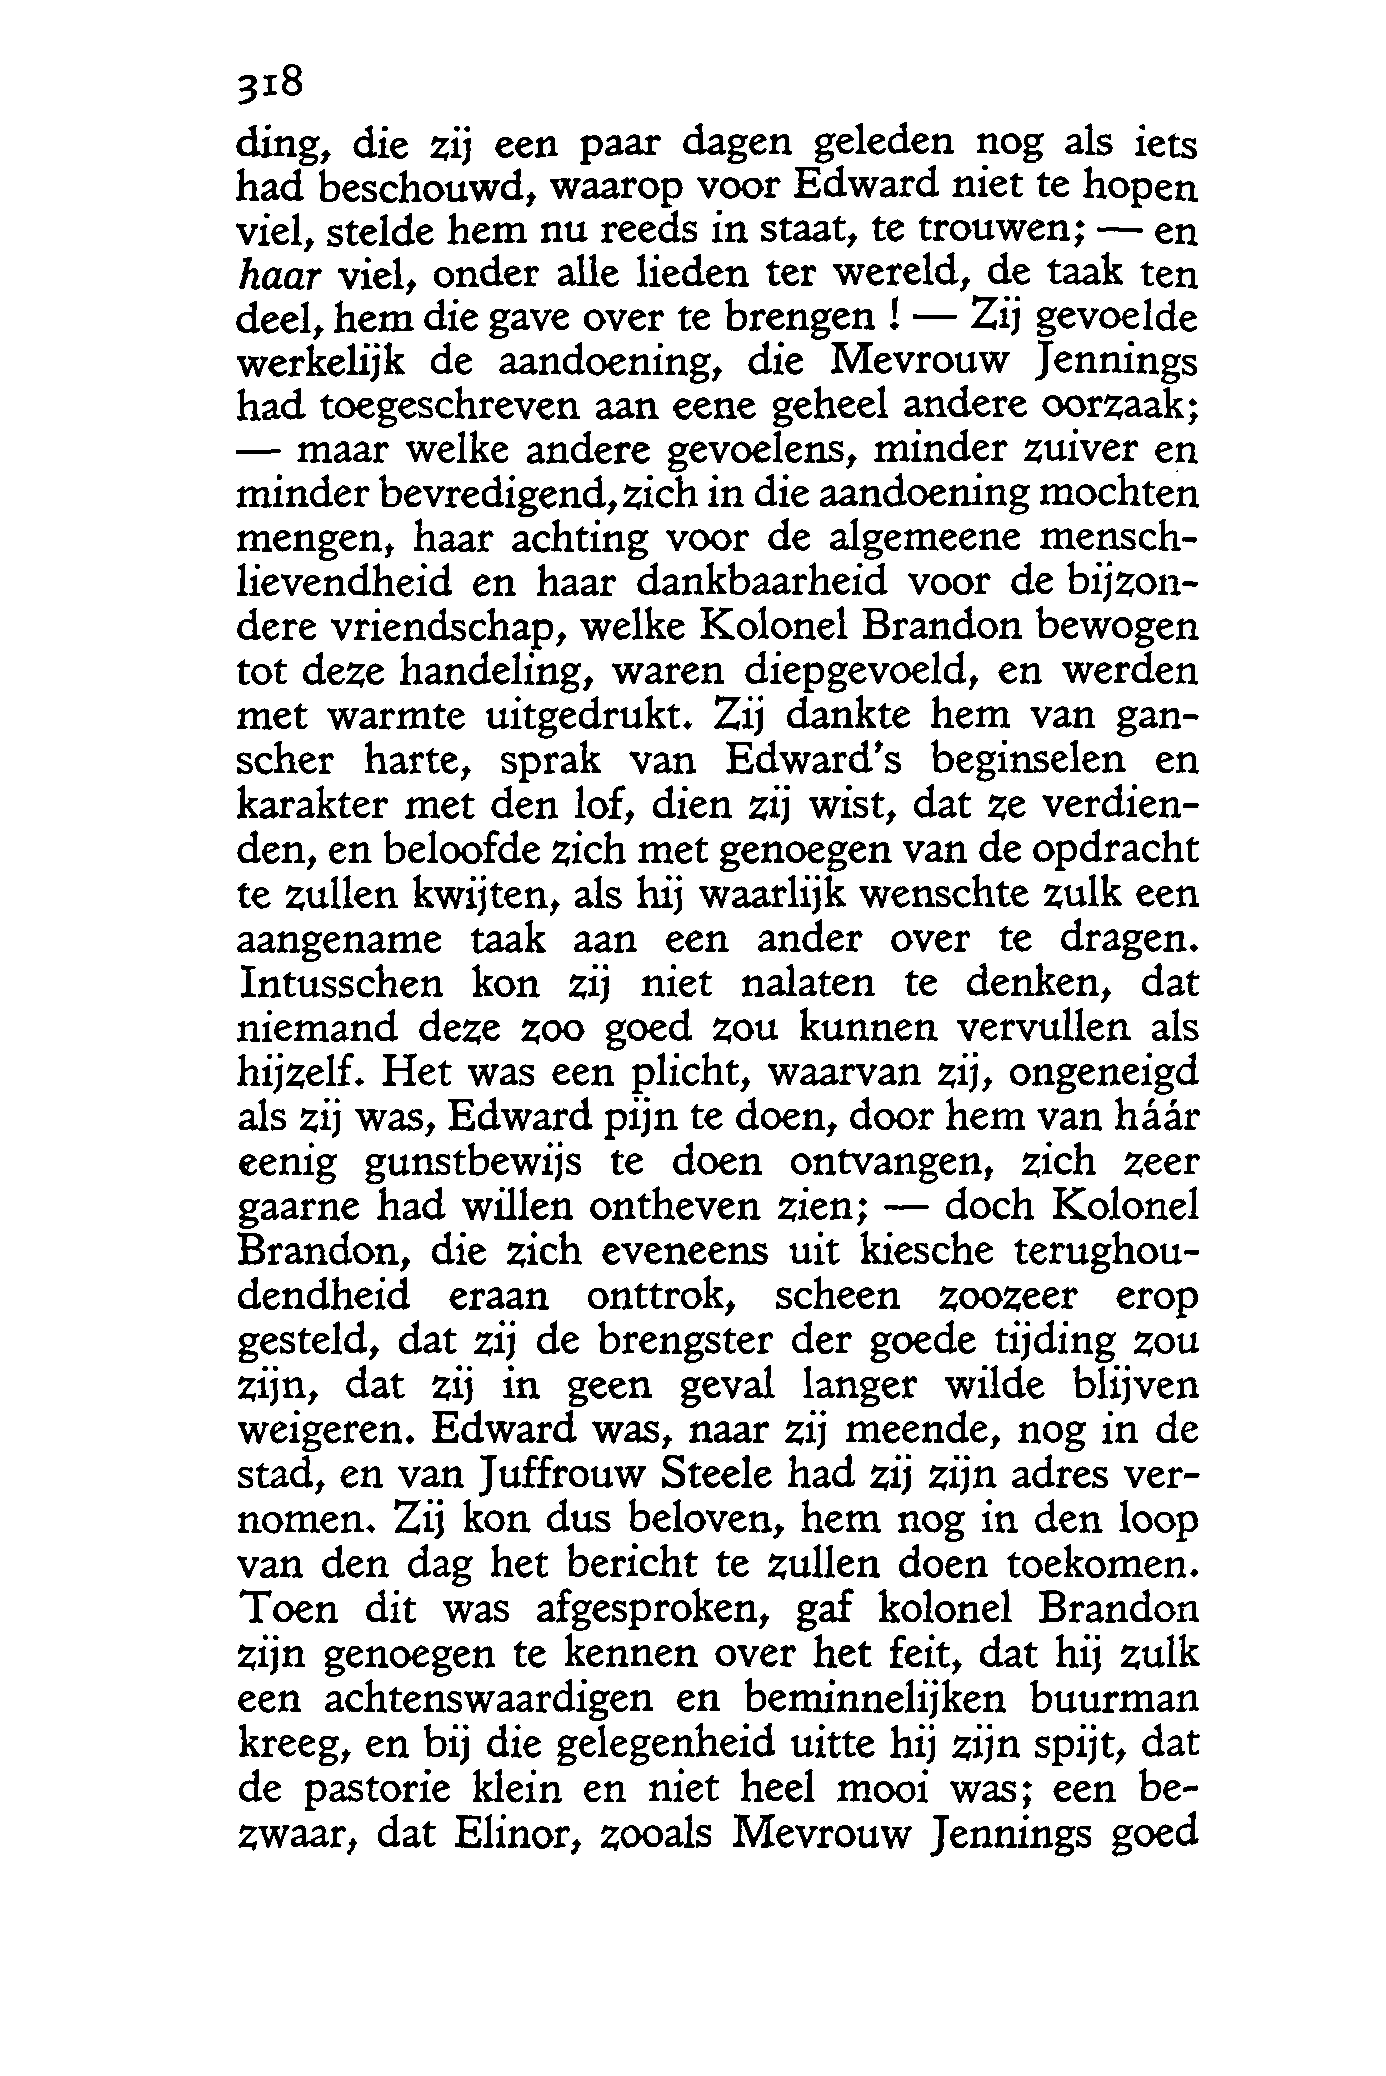 318
ding, die zij een paar dagen geleden nog als iets
had beschouwd, waarop voor Edward niet te hopen
viel, stelde hem nu reeds in staat, te trouwen; — en
haar viel, onder alle lieden ter wereld, de taak ten
deel, hem die gave over te brengen ! — Zij gevoelde
werkelijk de aandoening, die Mevrouw Jennings
had toegeschreven aan eene geheel andere oorzaak;
— maar welke andere gevoelens, minder zuiver en
minder bevredigend, zich in die aandoening mochten
mengen, haar achting voor de algemeene mensch-
lievendheid en haar dankbaarheid voor de bijzon-
dere vriendschap, welke Kolonel Brandon bewogen
tot deze handeling, waren diepgevoeld, en werden
met warmte uitgedrukt. Zij dankte hem van gan-
scher harte, sprak van Edward's beginselen en
karakter met den lof, dien zij wist, dat ze verdien-
den, en beloofde zich met genoegen van de opdracht
te zullen kwijten, als hij waarlijk wenschte zulk een
aangename taak aan een ander over te dragen.
Intusschen kon zij niet nalaten te denken, dat
niemand deze zoo goed zou kunnen vervullen als
hijzelf. Het was een plicht, waarvan zij, ongeneigd
als zij was, Edward pijn te doen, door hem van háár
eenig gunstbewijs te doen ontvangen, zich zeer
gaarne had willen ontheven zien; — doch Kolonel
Brandon, die zich eveneens uit kiesche terughou-
dendheid eraan onttrok, scheen zoozeer erop
gesteld, dat zij de brengster der goede tijding zou
zijn, dat zij in geen geval langer wilde blijven
weigeren. Edward was, naar zij meende, nog in de
stad, en van Juffrouw Steele had zij zijn adres ver-
nomen. Zij kon dus beloven, hem nog in den loop
van den dag het bericht te zullen doen toekomen.
Toen dit was afgesproken, gaf kolonel Brandon
zijn genoegen te kennen over het feit, dat hij zulk
een achtenswaardigen en beminnelijken buurman
kreeg, en bij die gelegenheid uitte hij zijn spijt, dat
de pastorie klein en niet heel mooi was; een be-
zwaar, dat Elinor, zooals Mevrouw Jennings goed